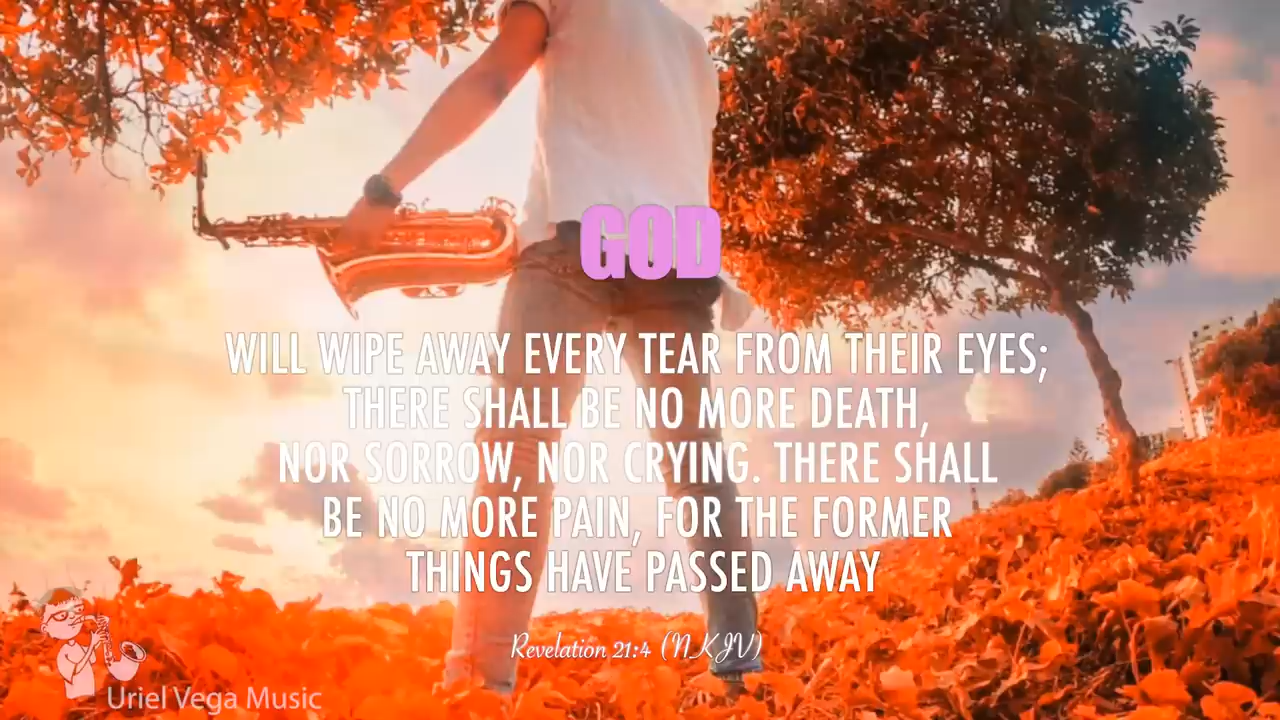 GOD
WILL WIPE AWAY EVERY TEAR FROM THEIR EYES;
THERE SHALL BE NO MORE DEATH,
NOR SORROW, NOR CRYING. THERE SHALL
BE NO MORE PAIN, FOR THE FORMER
THINGS HAVE PASSED AWAY
Revelation 21:4 (NKJV)
Uriel Vega Music